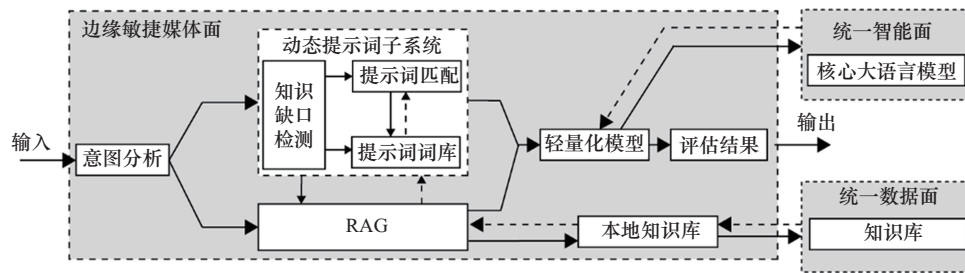 边缘敏捷媒体面
动态提示词子系统
统一智能面
知识
缺口
检测
提示词匹配
核心大语言模型
输入
意图分析
提示词词库
轻量化模型
评估结果
输出
统一数据面
RAG
本地知识库
知识库